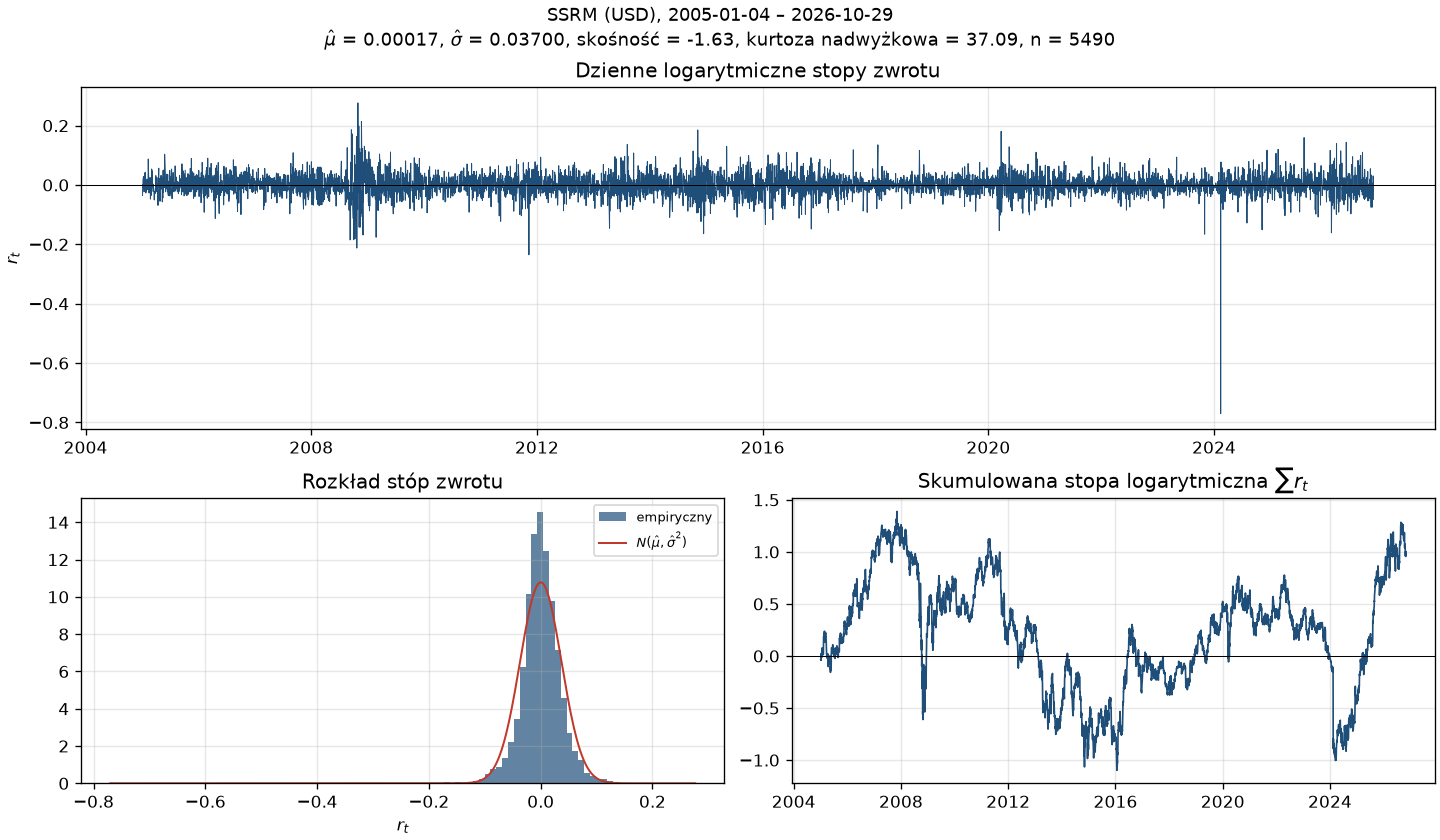 SSRM (USD), 2005-01-04 – 2026-10-29
μ̂ = 0.00017, σ̂ = 0.03700, skośność = -1.63, kurtoza nadwyżkowa = 37.09, n = 5490
Dzienne logarytmiczne stopy zwrotu
0.2
0.0
−0.2
−0.4
−0.6
−0.8
r_t
2004 2008 2012 2016 2020 2024
Rozkład stóp zwrotu
14
12
10
8
6
4
2
0
empiryczny
N(μ̂, σ̂²)
−0.8 −0.6 −0.4 −0.2 0.0 0.2
r_t
Skumulowana stopa logarytmiczna ∑r_t
1.5
1.0
0.5
0.0
−0.5
−1.0
2004 2008 2012 2016 2020 2024